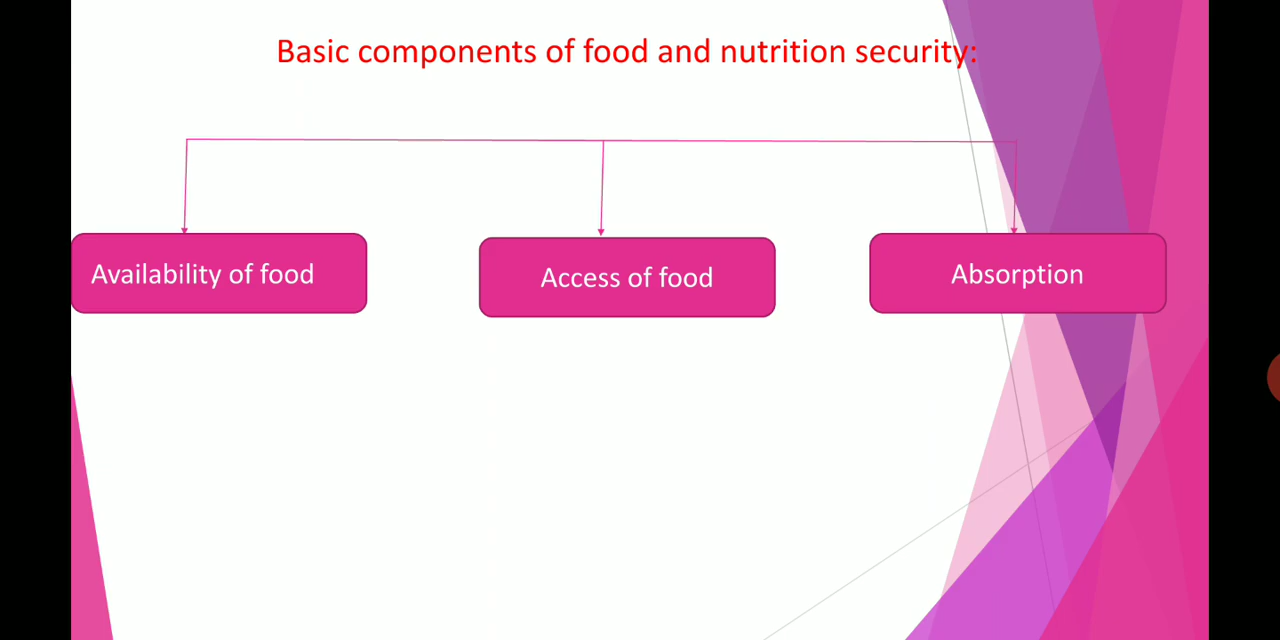 Basic components of food and nutrition security:
Availability of food
Access of food
Absorption